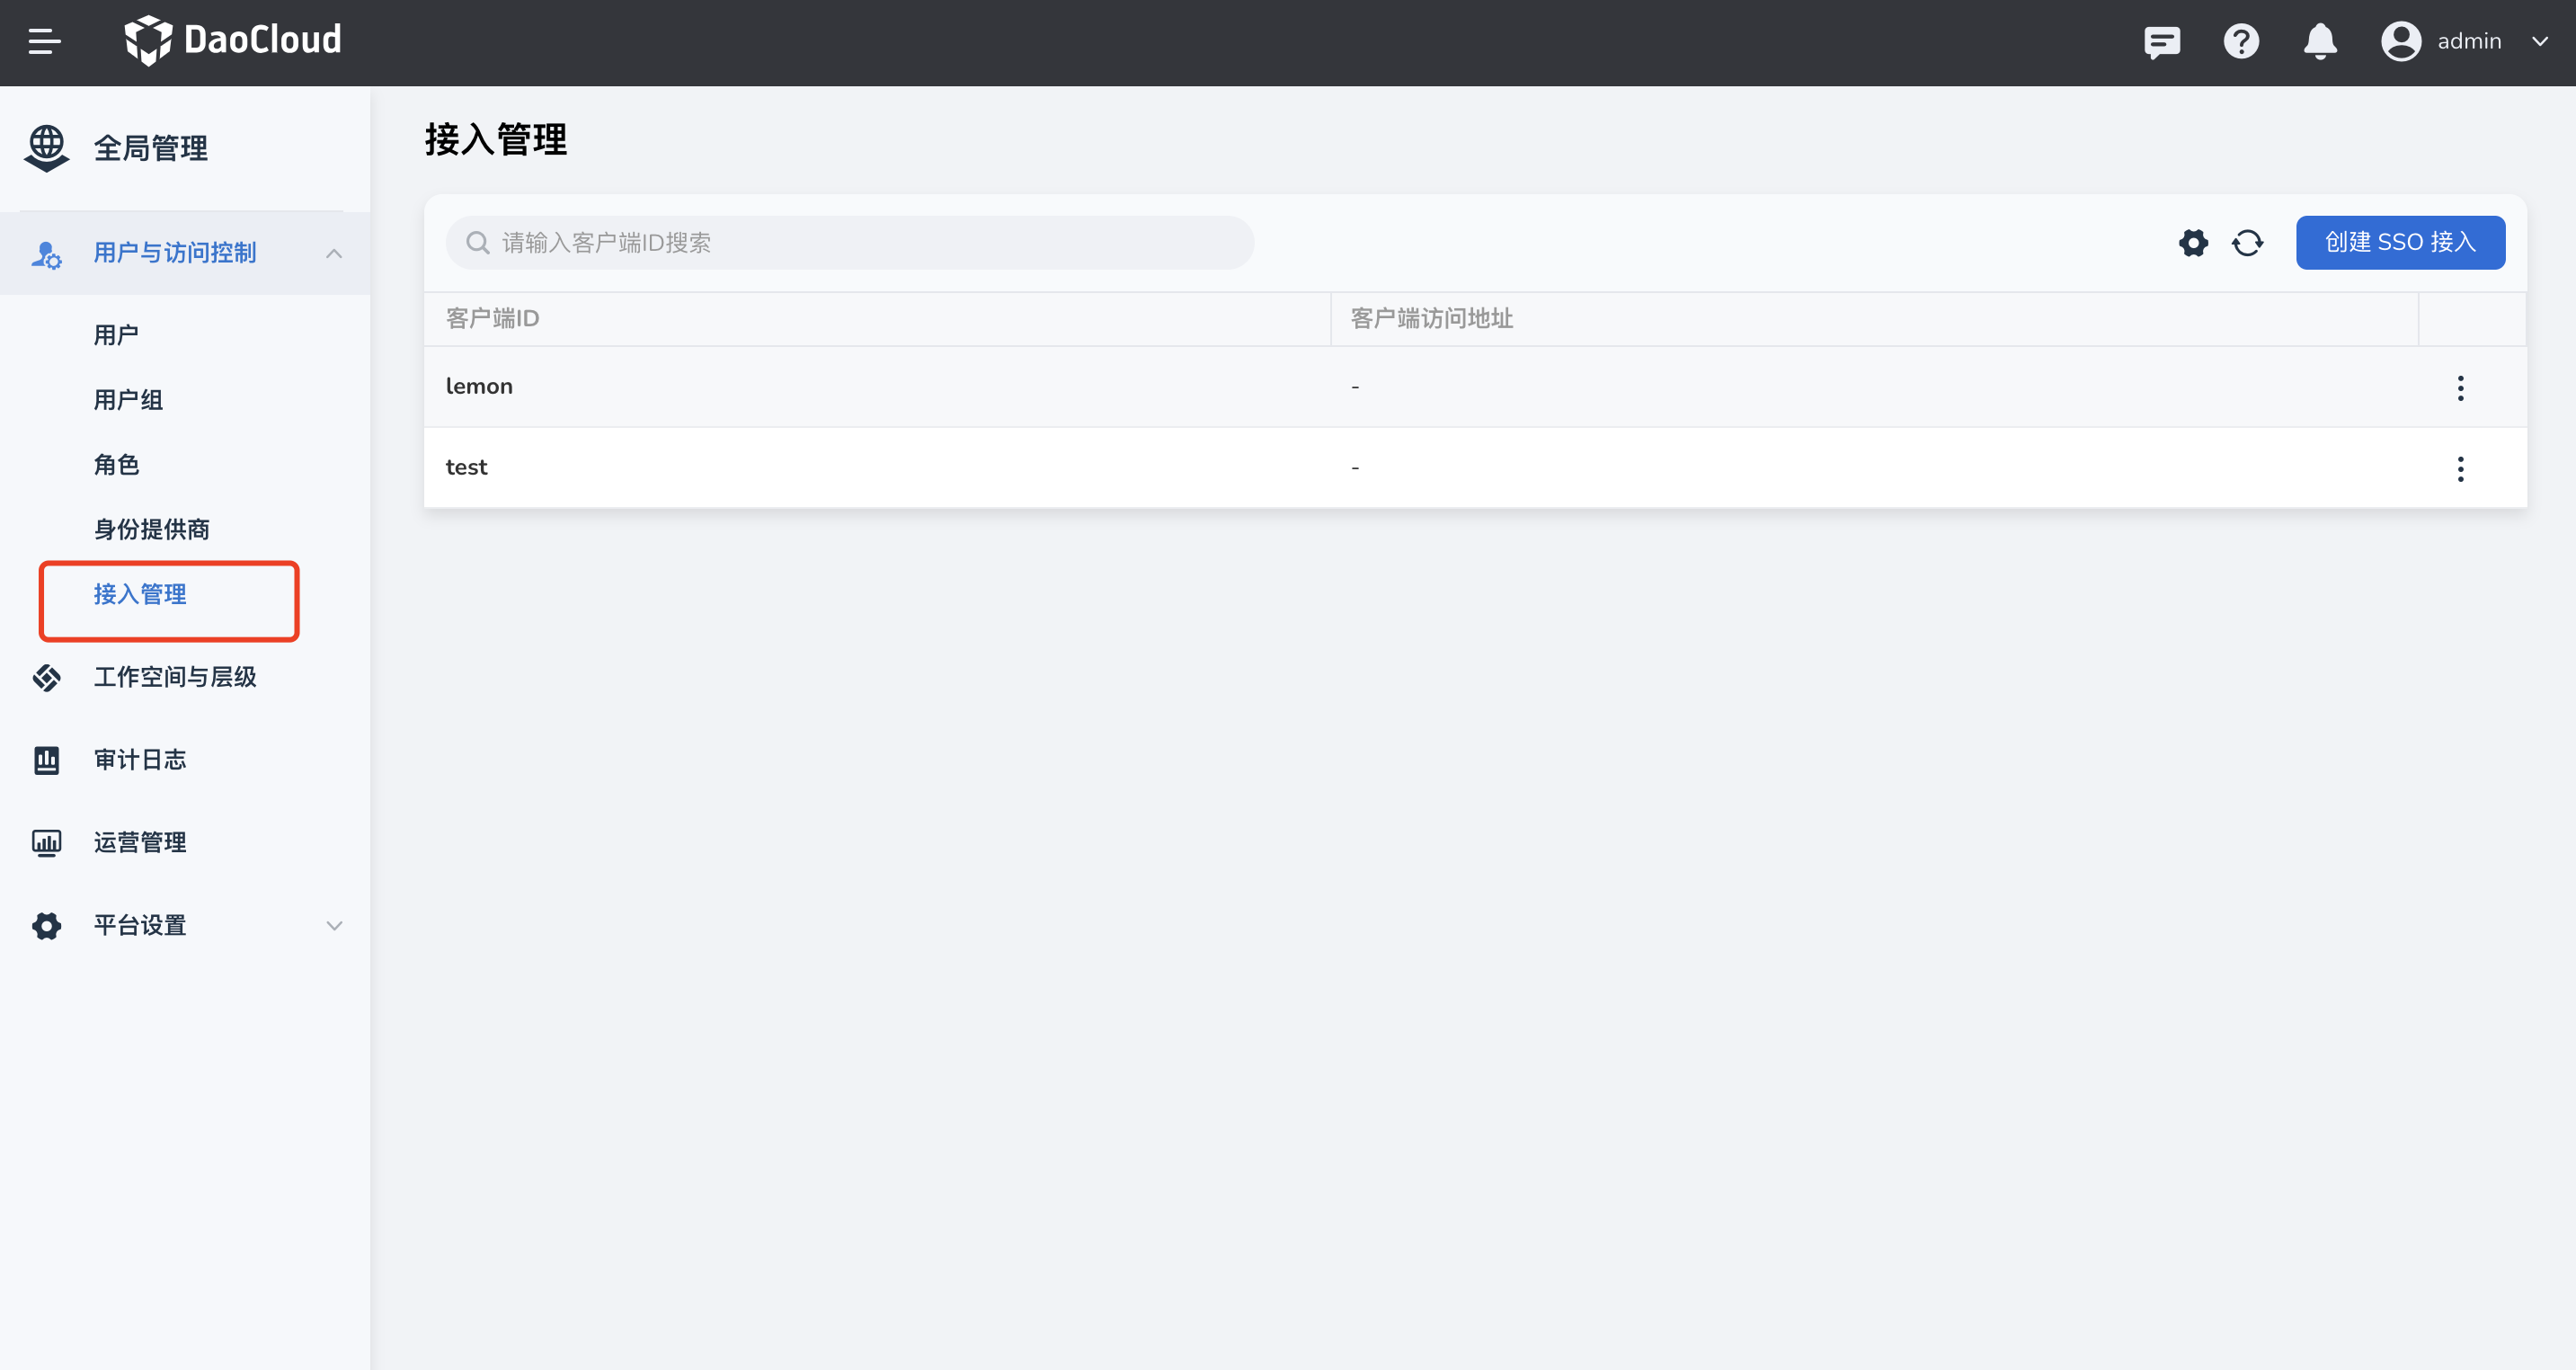 DaoCloud
admin
全局管理
用户与访问控制
用户
用户组
角色
身份提供商
接入管理
工作空间与层级
审计日志
运营管理
平台设置
接入管理
请输入客户端ID搜索
创建 SSO 接入
客户端ID 客户端访问地址
lemon -
test -